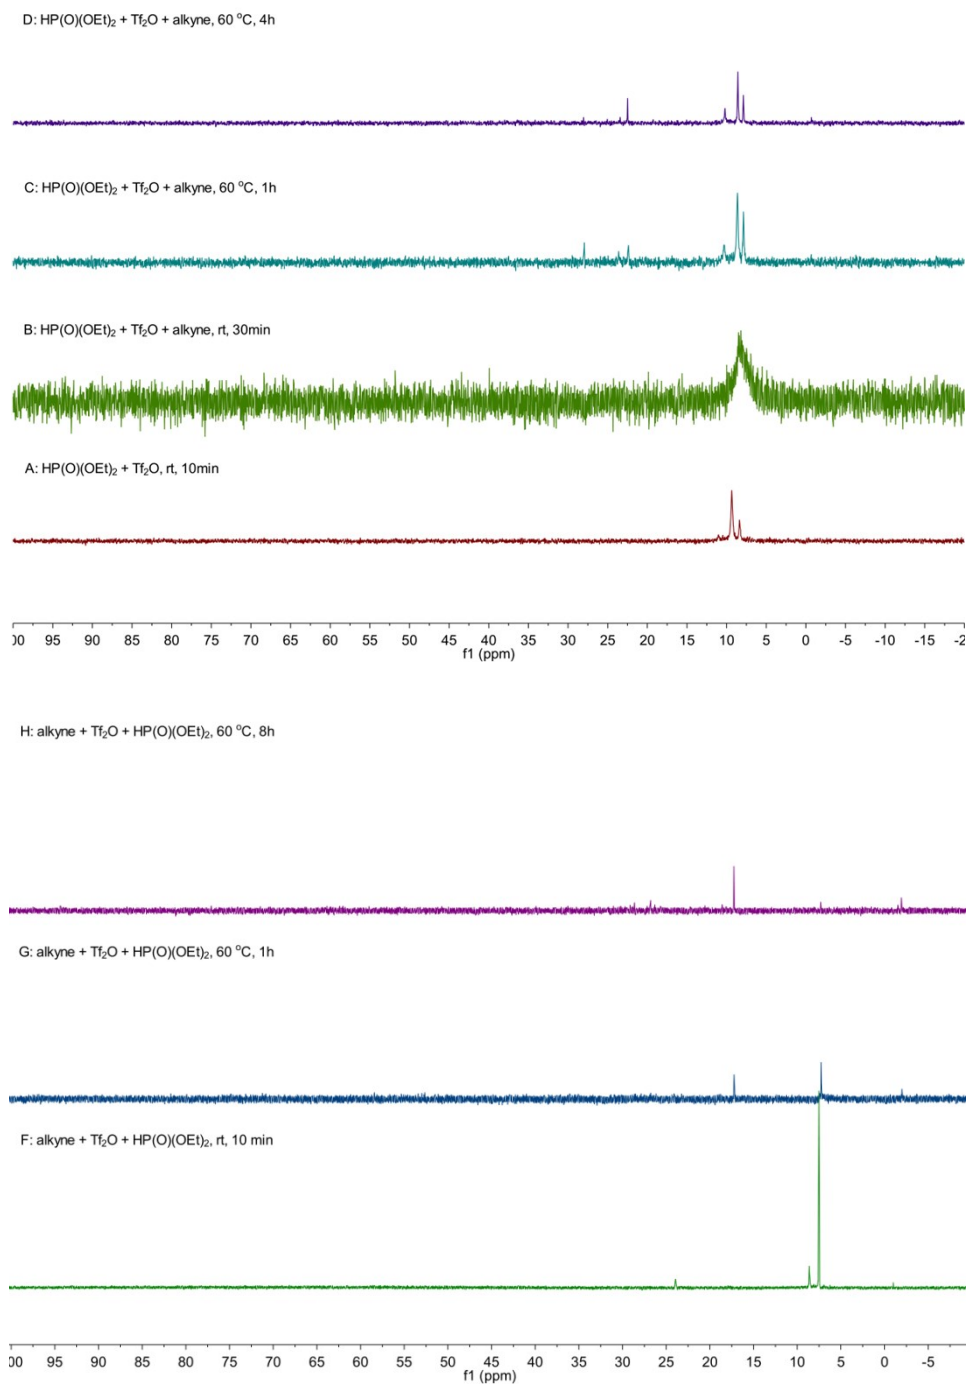 D: HP(O)(OEt)₂ + Tf₂O + alkyne, 60 °C, 4h
C: HP(O)(OEt)₂ + Tf₂O + alkyne, 60 °C, 1h
B: HP(O)(OEt)₂ + Tf₂O + alkyne, rt, 30min
A: HP(O)(OEt)₂ + Tf₂O, rt, 10min
00 95 90 85 80 75 70 65 60 55 50 45 40 35 30 25 20 15 10 5 0 -5 -10 -15 -2
f1 (ppm)
H: alkyne + Tf₂O + HP(O)(OEt)₂, 60 °C, 8h
G: alkyne + Tf₂O + HP(O)(OEt)₂, 60 °C, 1h
F: alkyne + Tf₂O + HP(O)(OEt)₂, rt, 10 min
00 95 90 85 80 75 70 65 60 55 50 45 40 35 30 25 20 15 10 5 0 -5
f1 (ppm)